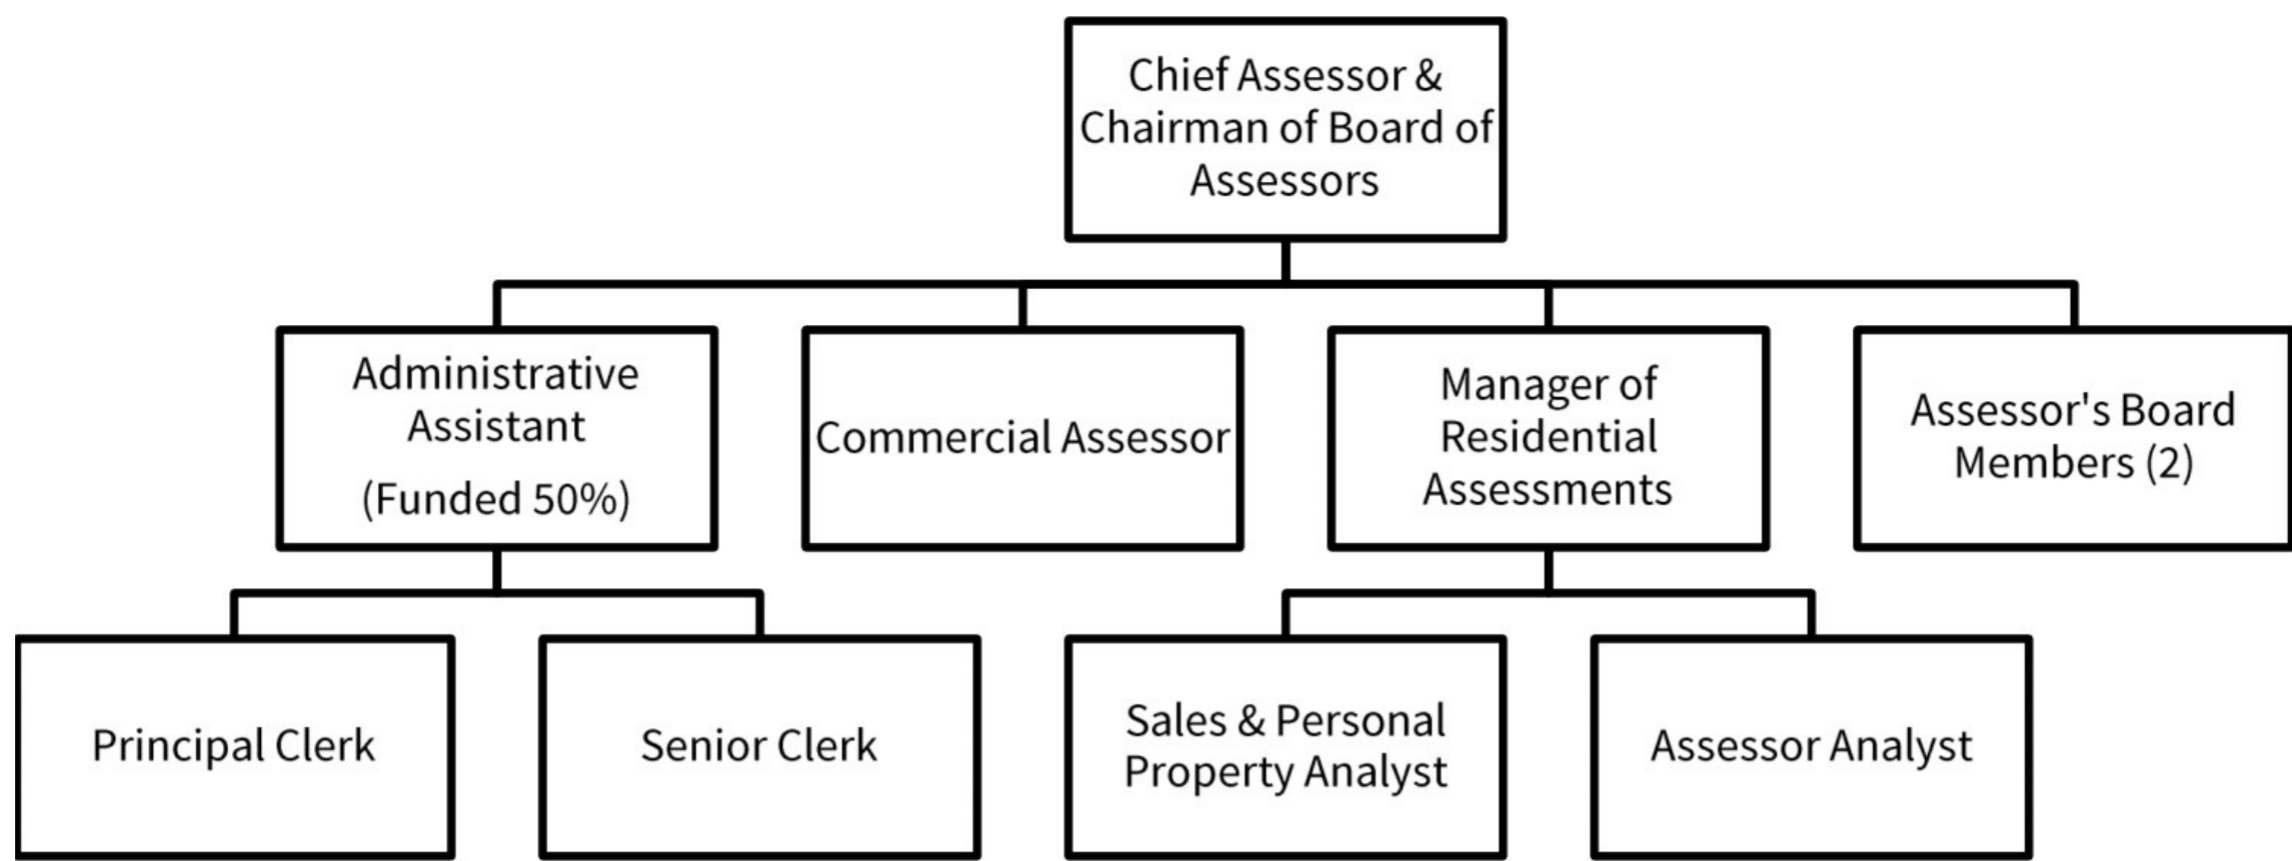 Chief Assessor &
Chairman of Board of
Assessors
Administrative
Assistant
(Funded 50%)
Commercial Assessor
Manager of
Residential
Assessments
Assessor's Board
Members (2)
Principal Clerk
Senior Clerk
Sales & Personal
Property Analyst
Assessor Analyst